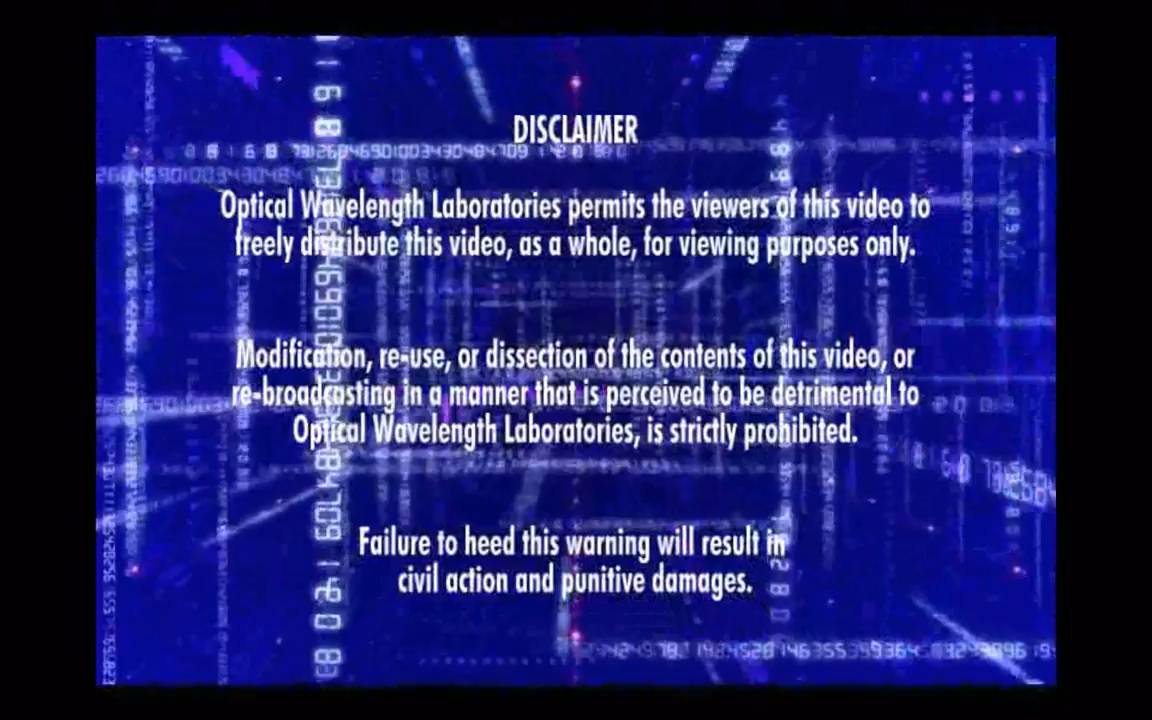 DISCLAIMER
Optical Wavelength Laboratories permits the viewers of this video to
freely distribute this video, as a whole, for viewing purposes only.
Modification, re-use, or dissection of the contents of this video, or
re-broadcasting in a manner that is perceived to be detrimental to
Optical Wavelength Laboratories, is strictly prohibited.
Failure to heed this warning will result in
civil action and punitive damages.